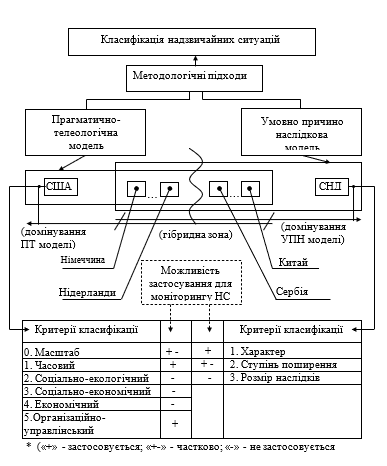 Класифікація надзвичайних ситуацій
Методологічні підходи
Прагматично-
телеологічна
модель
Умовно причино
наслідкова
модель
США
...
...
СНД
(домінування
ПТ моделі)
(гібридна зона)
(домінування
УПН моделі)
Німеччина
Нідерланди
Китай
Сербія
Можливість
застосування для
моніторингу НС
Критерії класифікації
Критерії класифікації
0. Масштаб + - + 1. Характер
1. Часовий + + - 2. Ступінь поширення
2. Соціально-екологічний - - 3. Розмір наслідків
3. Соціально-економічний -
4. Економічний -
5.Організаційно-
управлінський +
* («+» - застосовується; «+-» - частково; «-» - не застосовується